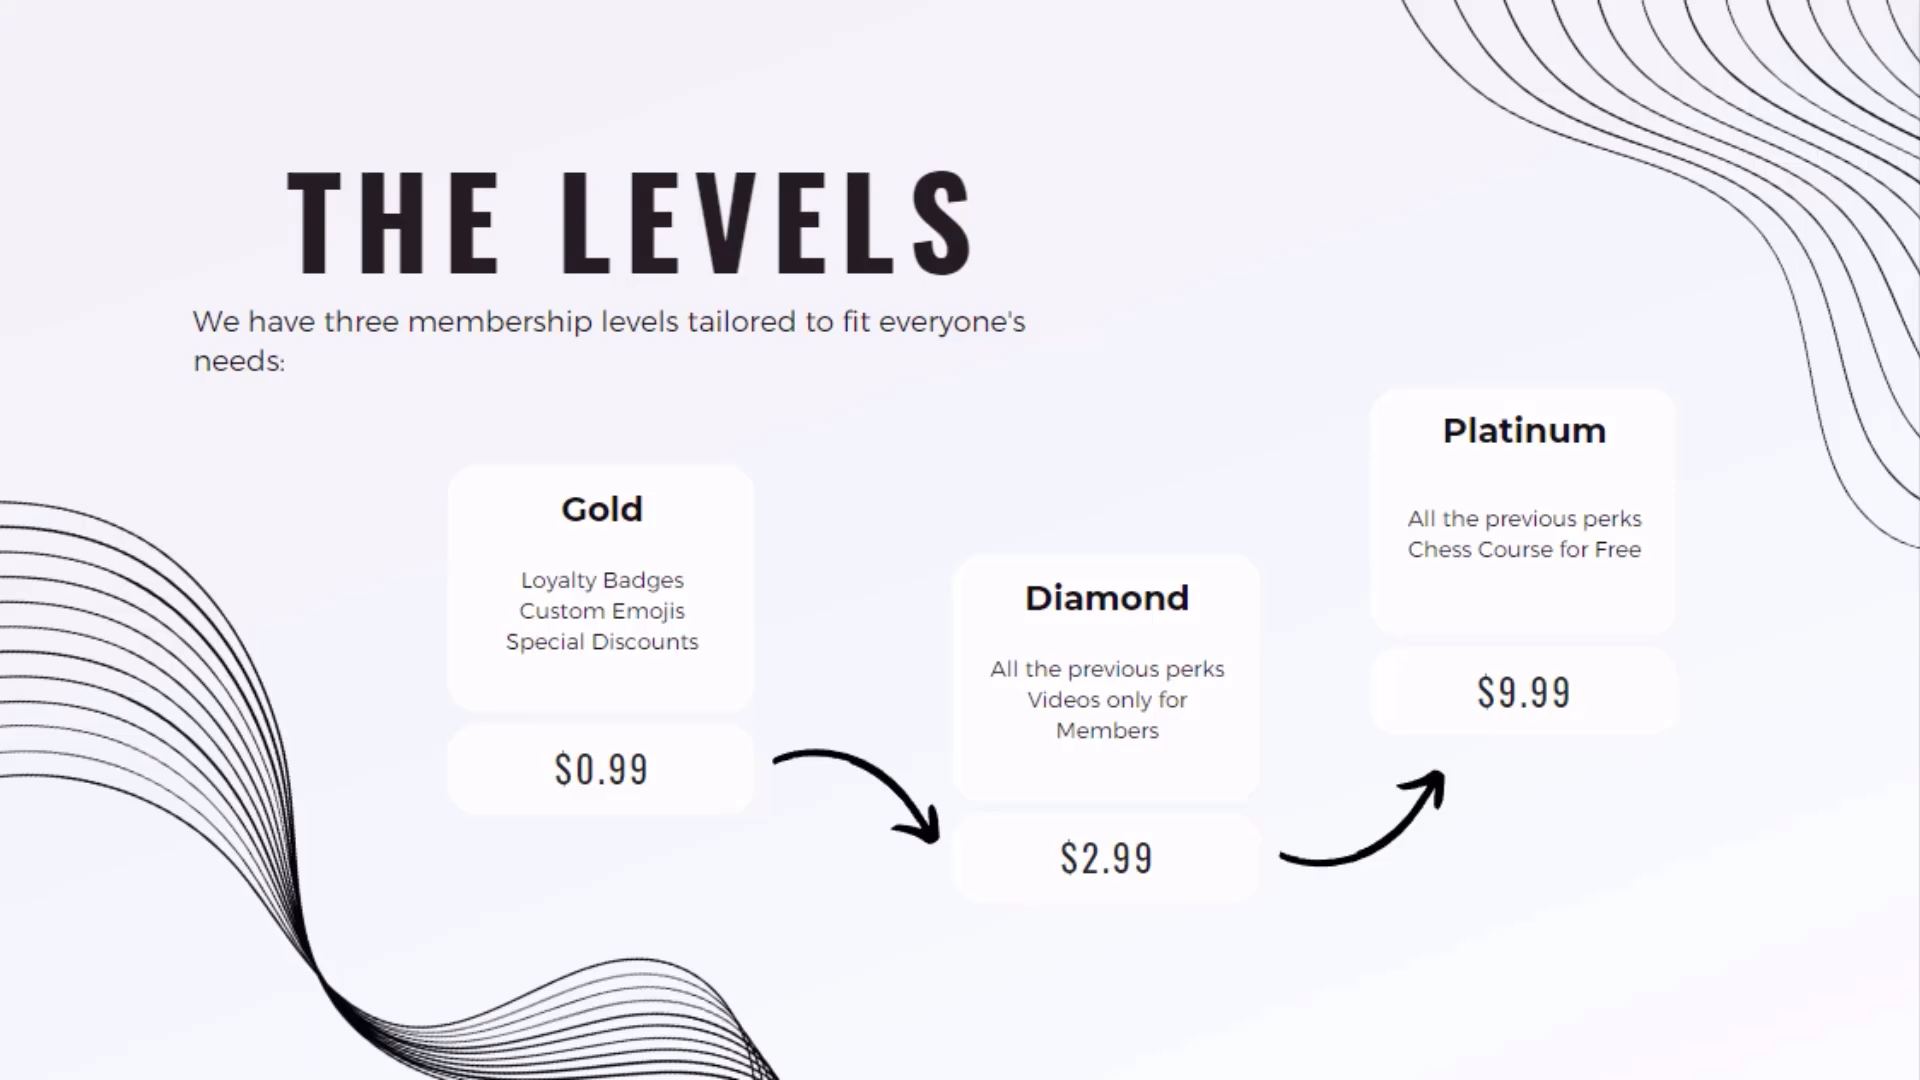 THE LEVELS
We have three membership levels tailored to fit everyone's
needs:
Gold
Loyalty Badges
Custom Emojis
Special Discounts
$0.99
Diamond
All the previous perks
Videos only for
Members
$2.99
Platinum
All the previous perks
Chess Course for Free
$9.99